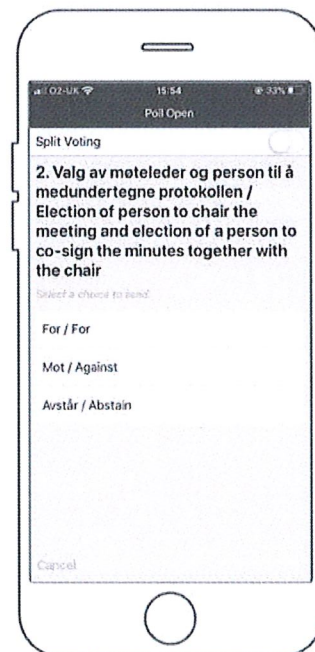 O2-UK 15:54 33%
Poll Open
Split Voting
2. Valg av møteleder og person til å
medundertegne protokollen /
Election of person to chair the
meeting and election of a person to
co-sign the minutes together with
the chair
Select a choice to send
For / For
Mot / Against
Avstår / Abstain
Cancel